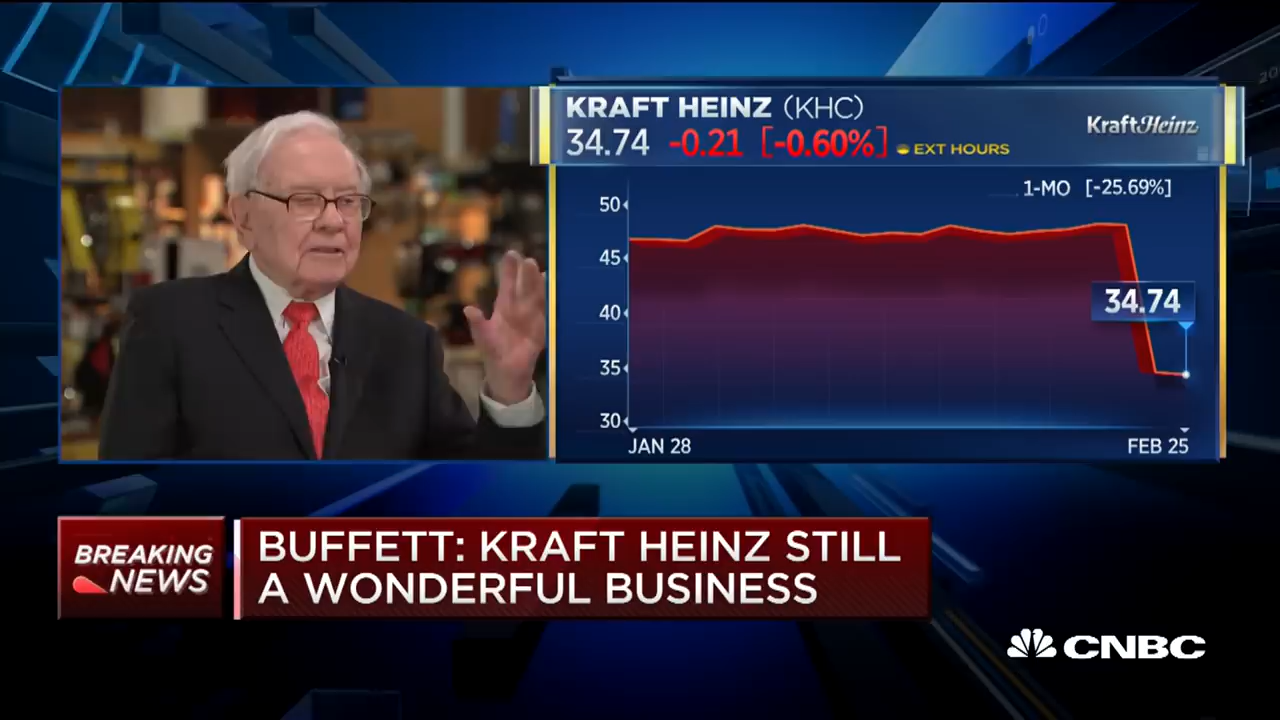 KRAFT HEINZ (KHC)
34.74 -0.21 [-0.60%] EXT HOURS
KraftHeinz
1-MO [-25.69%]
50
45
40
35
30
34.74
JAN 28
FEB 25
BREAKING
NEWS
BUFFETT: KRAFT HEINZ STILL
A WONDERFUL BUSINESS
CNBC